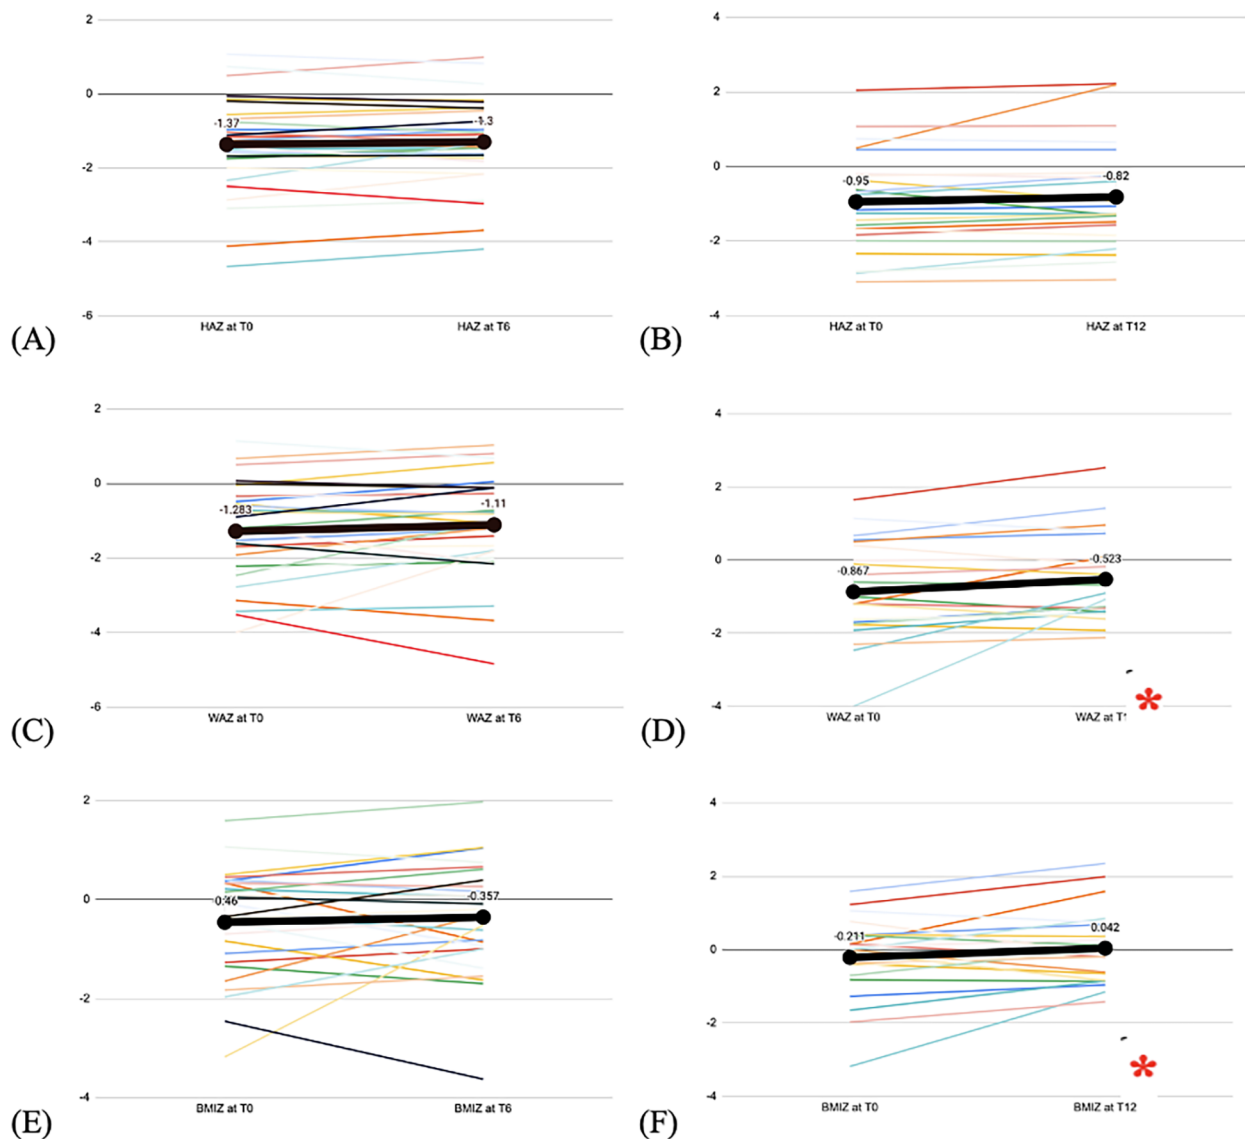 2
0
-1.37
-1.3
-2
-4
-6
HAZ at T0
HAZ at T6
(A)
4
2
0
-0.95
-0.82
-2
-4
HAZ at T0
HAZ at T12
(B)
2
0
-1.283
-1.11
-2
-4
-6
WAZ at T0
WAZ at T6
(C)
4
2
0
-0.867
-0.523
-2
-4
WAZ at T0
WAZ at T1
*
(D)
2
0
-0.46
-0.357
-2
-4
BMIZ at T0
BMIZ at T6
(E)
4
2
0
-0.211
0.042
-2
-4
BMIZ at T0
BMIZ at T12
*
(F)